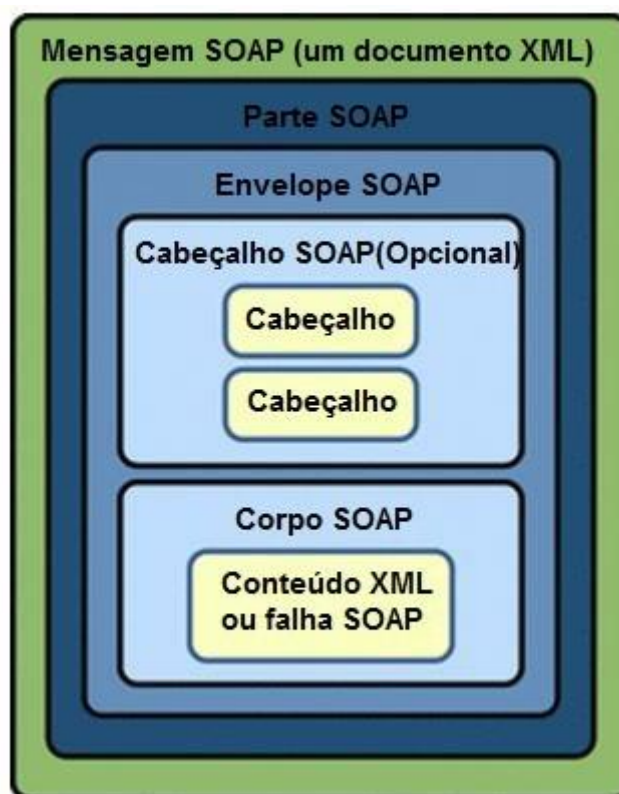 Mensagem SOAP (um documento XML)
Parte SOAP
Envelope SOAP
Cabeçalho SOAP(Opcional)
Cabeçalho
Cabeçalho
Corpo SOAP
Conteúdo XML
ou falha SOAP